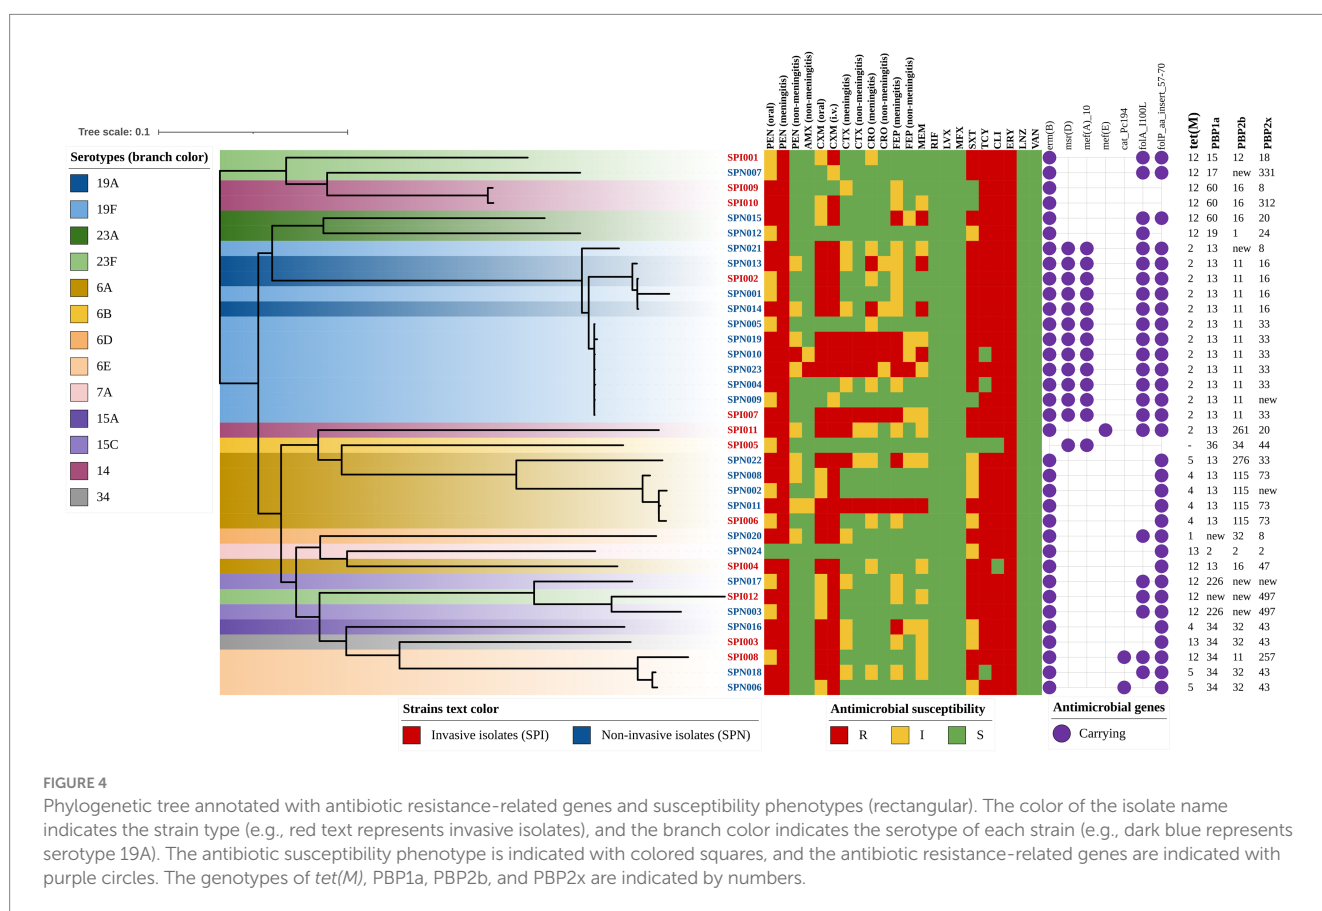 PEN (oral)
PEN (meningitis)
PEN (non-meningitis)
AMX (non-meningitis)
CXM (oral)
CXM (i.v.)
CTX (meningitis)
CTX (non-meningitis)
CRO (meningitis)
CRO (non-meningitis)
FEP (meningitis)
FEP (non-meningitis)
MEM
RIF
LVX
MFX
SXT
TCY
CLI
ERY
LNZ
VAN
erm(B)
msr(D)
mef(A)_10
mef(E)
cat_Pc194
folA_I100L
folP_aa_insert_57-70
tet(M)
PBP1a
PBP2b
PBP2x
Tree scale: 0.1
Serotypes (branch color)
19A
19F
23A
23F
6A
6B
6D
6E
7A
15A
15C
14
34
SPI001 12 15 12 18
SPN007 12 17 new 331
SPI009 12 60 16 8
SPI010 12 60 16 312
SPN015 12 60 16 20
SPN012 12 19 1 24
SPN021 2 13 new 8
SPN013 2 13 11 16
SPI002 2 13 11 16
SPN001 2 13 11 16
SPN014 2 13 11 16
SPN005 2 13 11 33
SPN019 2 13 11 33
SPN010 2 13 11 33
SPN023 2 13 11 33
SPN004 2 13 11 33
SPN009 2 13 11 new
SPI007 2 13 11 33
SPI011 2 13 261 20
SPI005 - 36 34 44
SPN022 5 13 276 33
SPN008 4 13 115 73
SPN002 4 13 115 new
SPN011 4 13 115 73
SPI006 4 13 115 73
SPN020 1 new 32 8
SPN024 13 2 2 2
SPI004 12 13 16 47
SPN017 12 226 new new
SPI012 12 new new 497
SPN003 12 226 new 497
SPN016 4 34 32 43
SPI003 13 34 32 43
SPI008 12 34 11 257
SPN018 5 34 32 43
SPN006 5 34 32 43
Strains text color
Invasive isolates (SPI)
Non-invasive isolates (SPN)
Antimicrobial susceptibility
R
I
S
Antimicrobial genes
Carrying
FIGURE 4
Phylogenetic tree annotated with antibiotic resistance-related genes and susceptibility phenotypes (rectangular). The color of the isolate name
indicates the strain type (e.g., red text represents invasive isolates), and the branch color indicates the serotype of each strain (e.g., dark blue represents
serotype 19A). The antibiotic susceptibility phenotype is indicated with colored squares, and the antibiotic resistance-related genes are indicated with
purple circles. The genotypes of tet(M), PBP1a, PBP2b, and PBP2x are indicated by numbers.